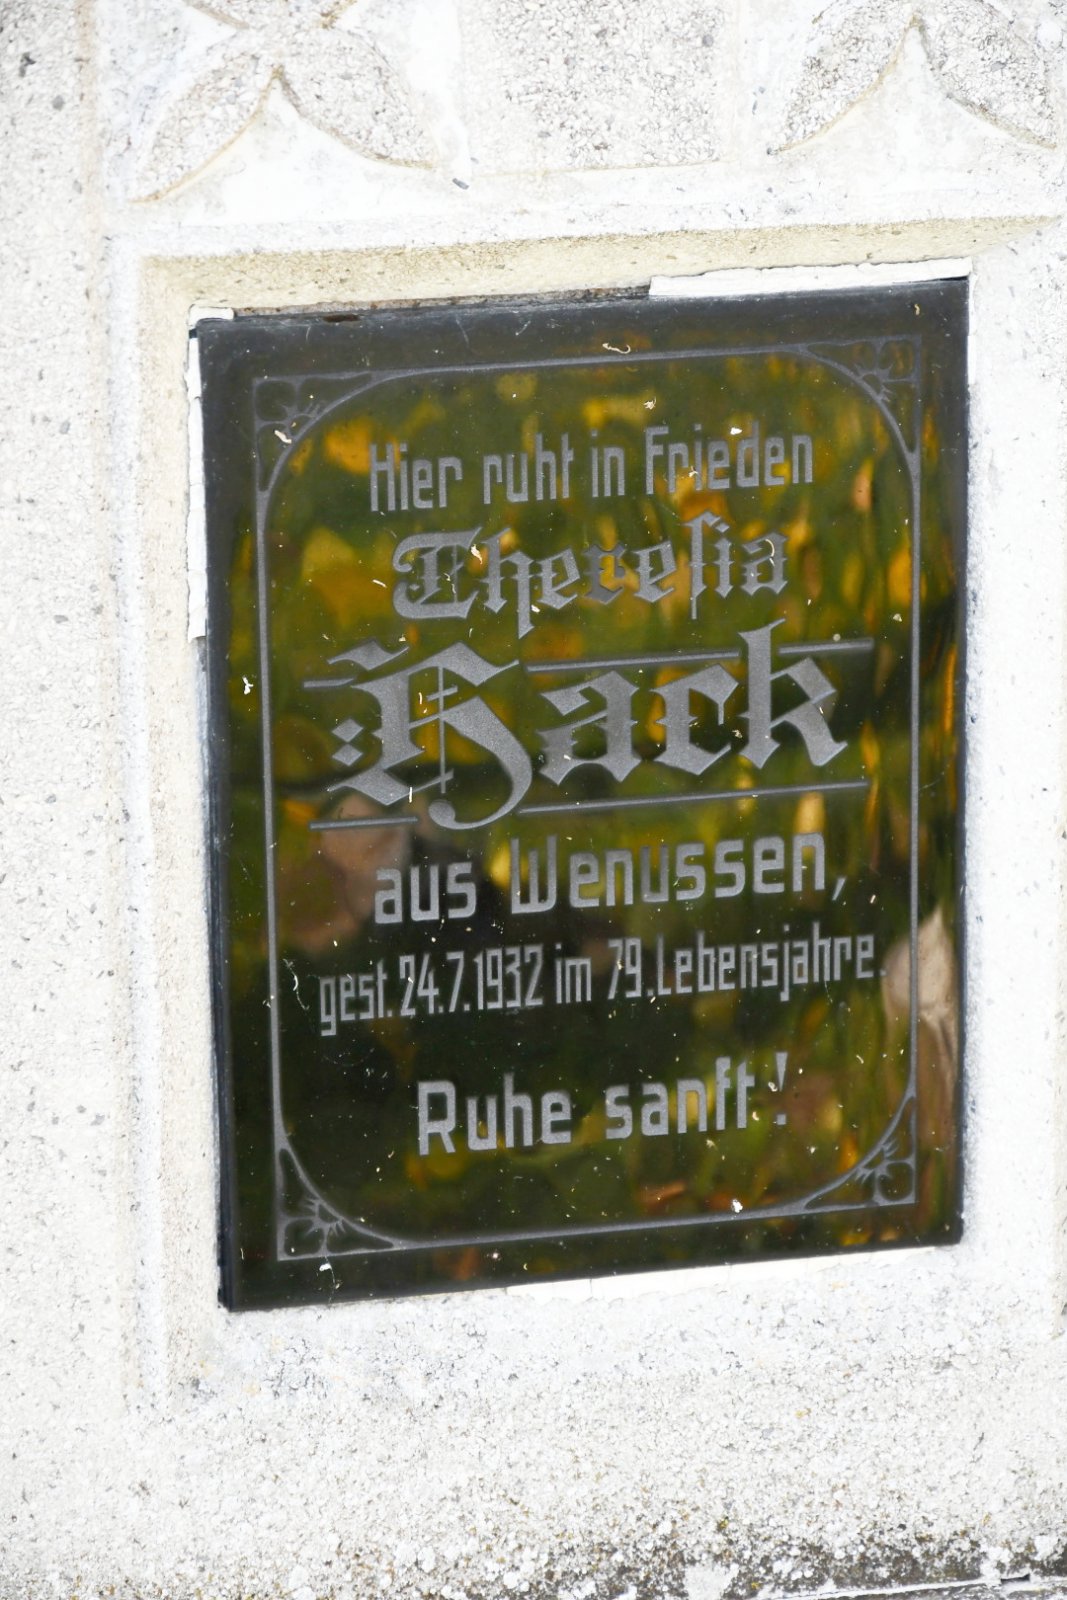 Hier ruht in Frieden
Thereſia
Hack
aus Wenussen,
gest. 24.7.1932 im 79. Lebensjahre.
Ruhe sanft!